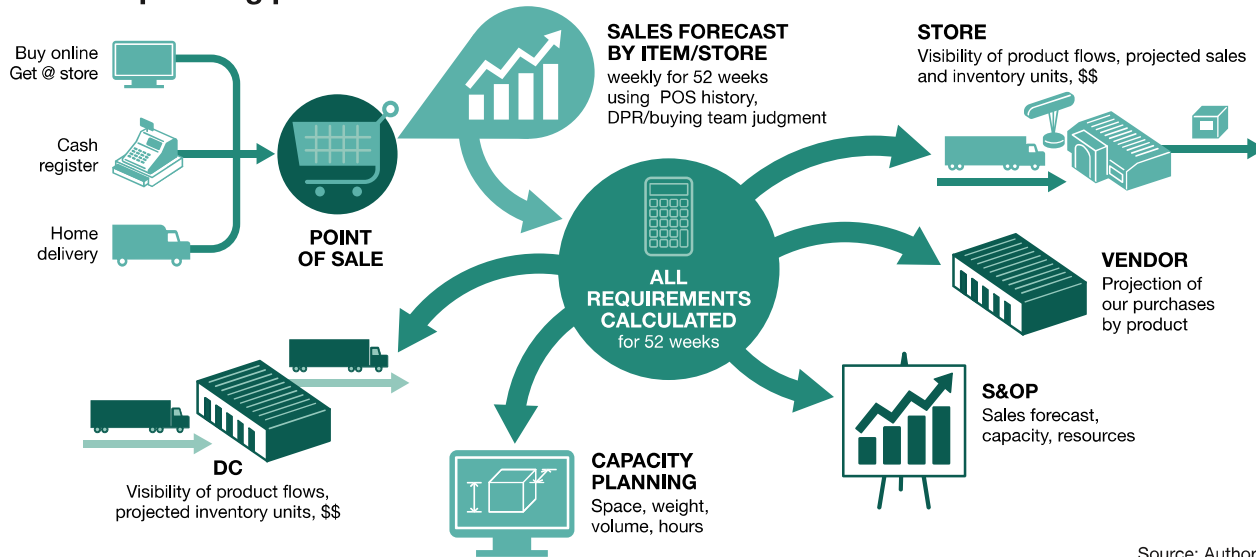 Buy online
Get @ store
Cash
register
Home
delivery
POINT
OF SALE
SALES FORECAST
BY ITEM/STORE
weekly for 52 weeks
using POS history,
DPR/buying team judgment
STORE
Visibility of product flows, projected sales
and inventory units, $$
ALL
REQUIREMENTS
CALCULATED
for 52 weeks
VENDOR
Projection of
our purchases
by product
S&OP
Sales forecast,
capacity, resources
DC
Visibility of product flows,
projected inventory units, $$
CAPACITY
PLANNING
Space, weight,
volume, hours
Source: Author